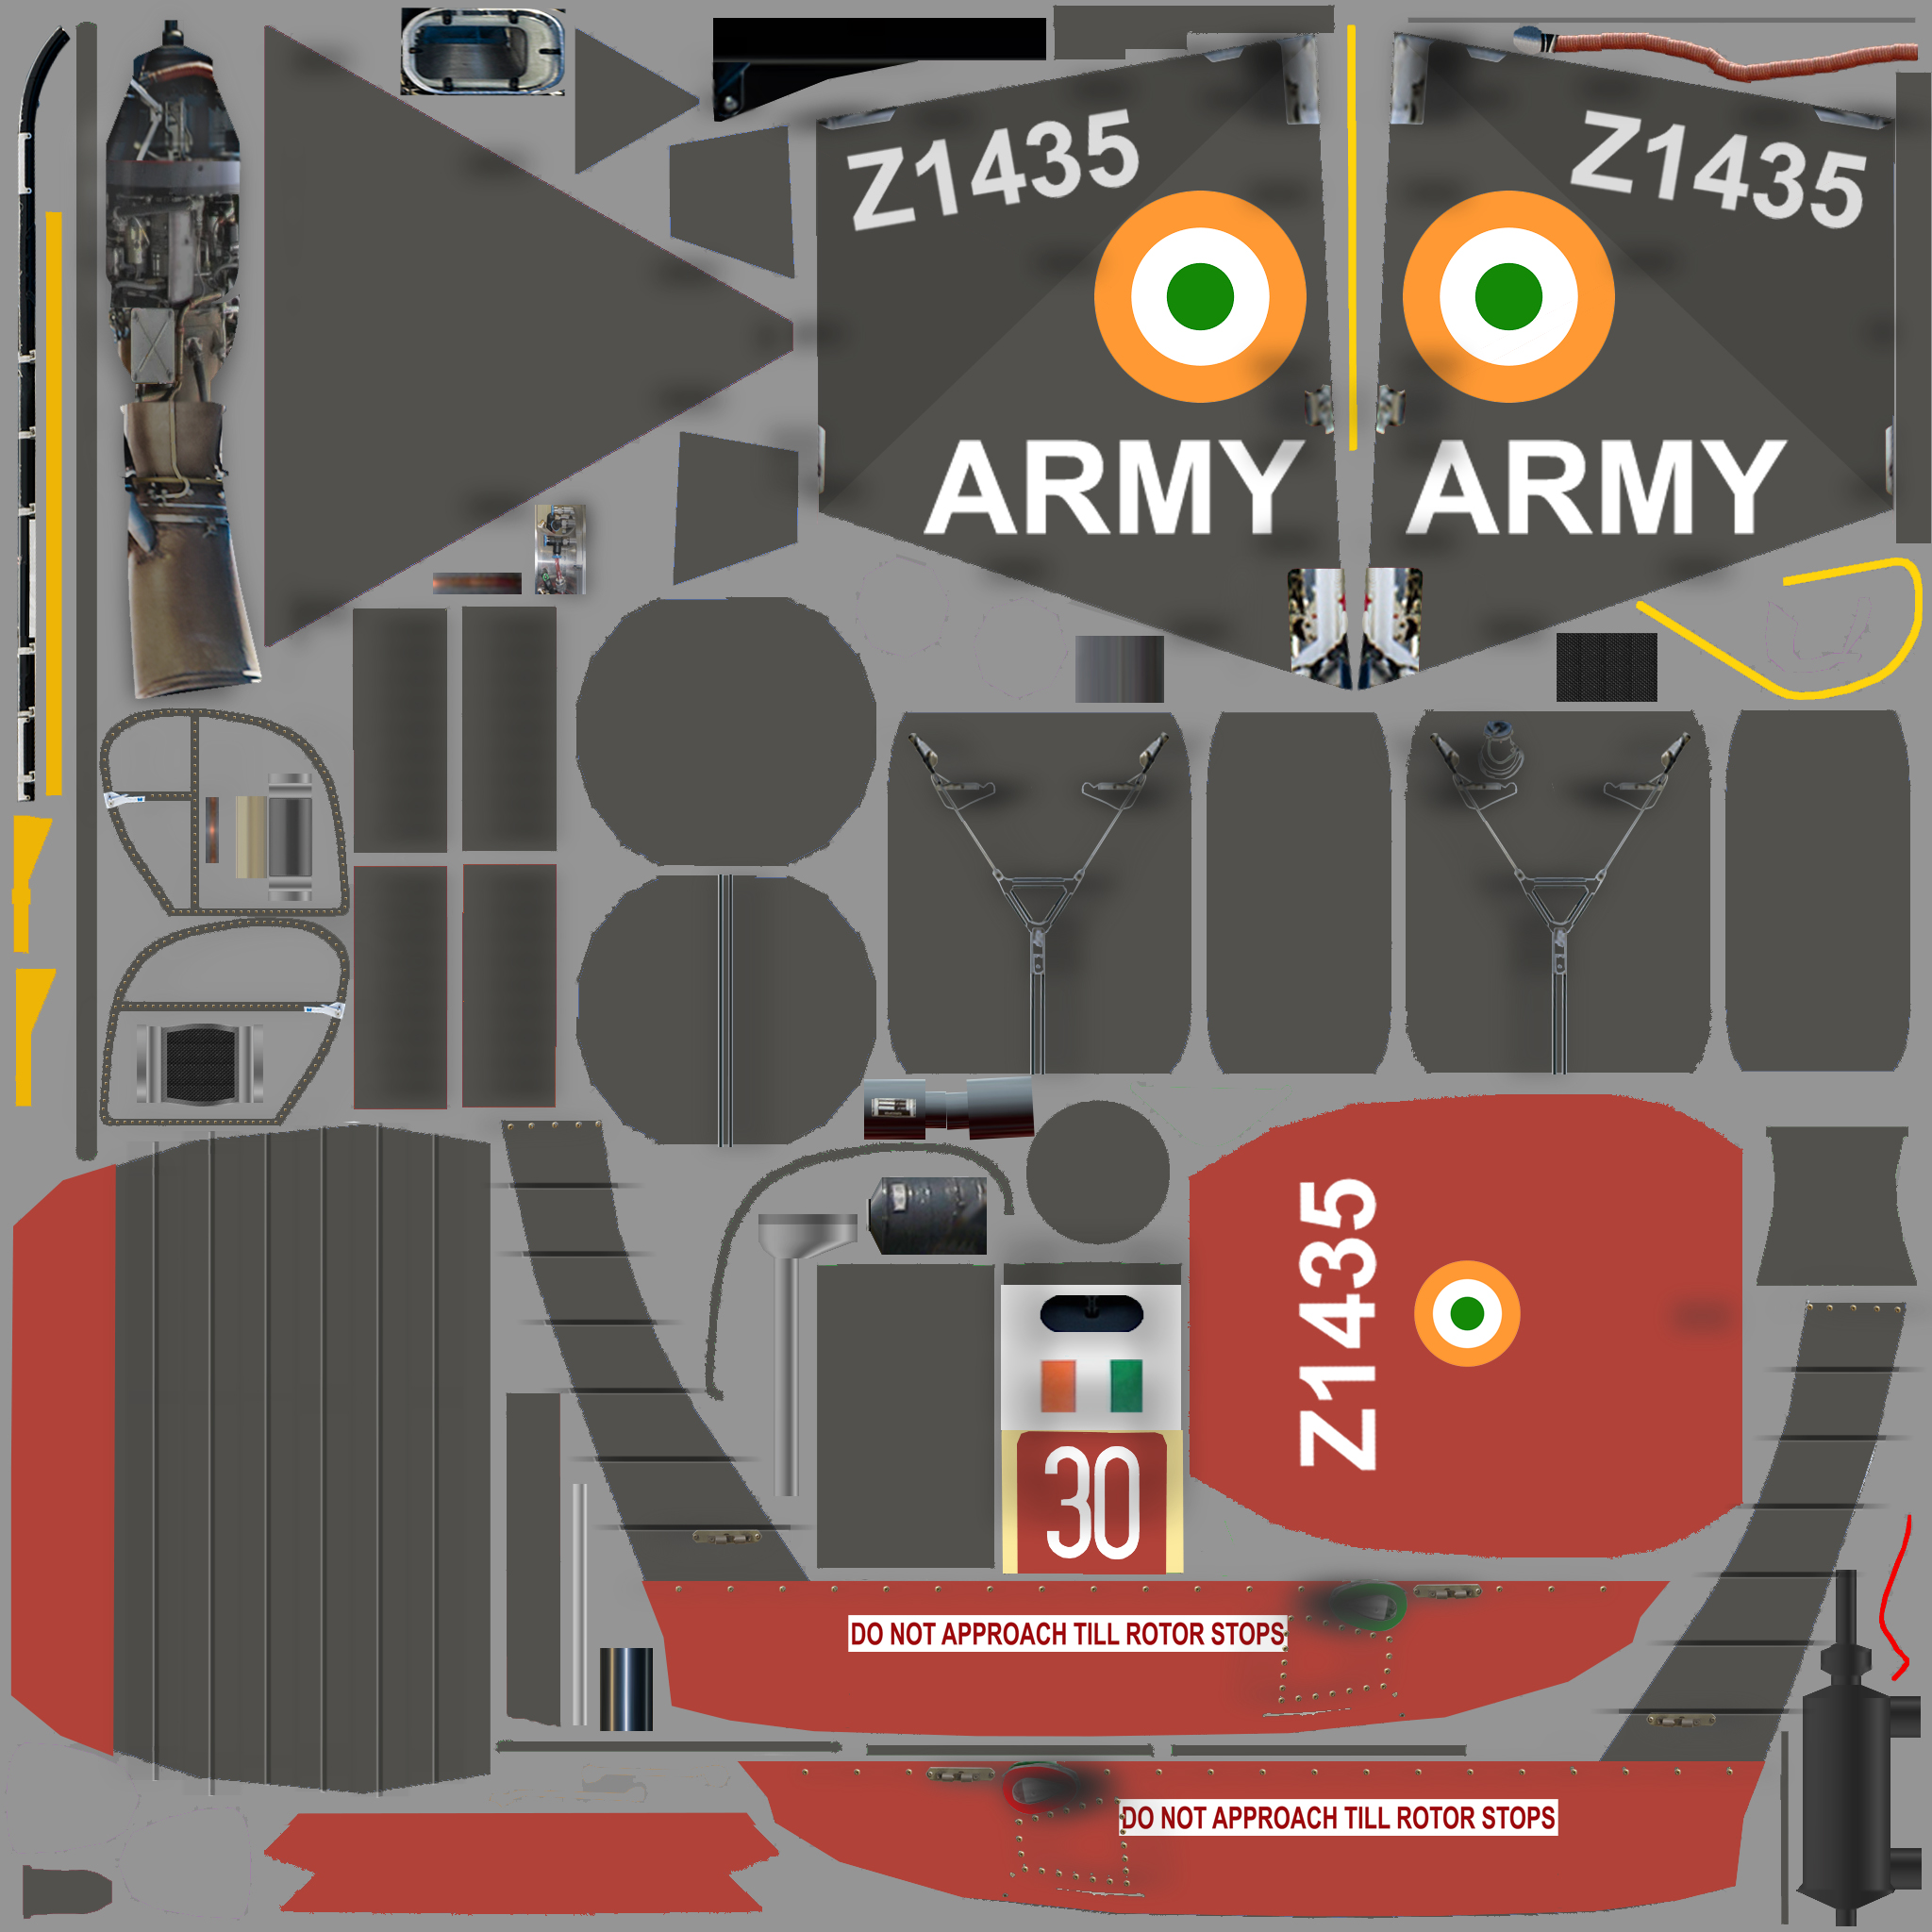 Z1435
Z1435
ARMY
ARMY
Z1435
30
DO NOT APPROACH TILL ROTOR STOPS
DO NOT APPROACH TILL ROTOR STOPS